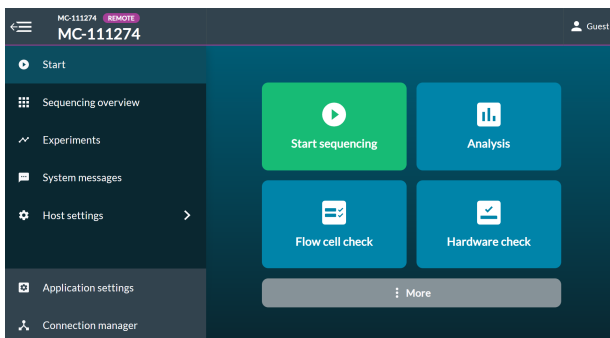 MC-111274 REMOTE
MC-111274
Guest
Start
Sequencing overview
Experiments
System messages
Host settings
Application settings
Connection manager
Start sequencing
Analysis
Flow cell check
Hardware check
More